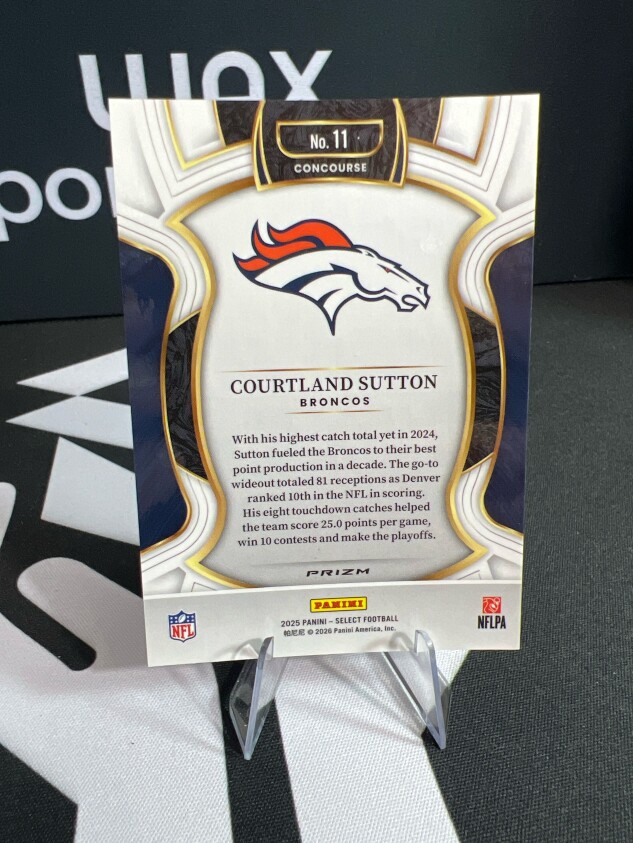 wax
No. 11
CONCOURSE
COURTLAND SUTTON
BRONCOS
With his highest catch total yet in 2024,
Sutton fueled the Broncos to their best
point production in a decade. The go-to
wideout totaled 81 receptions as Denver
ranked 10th in the NFL in scoring.
His eight touchdown catches helped
the team score 25.0 points per game,
win 10 contests and make the playoffs.
PRIZM
PANINI
NFL
2025 PANINI – SELECT FOOTBALL
帕尼尼 © 2026 Panini America, Inc.
NFLPA